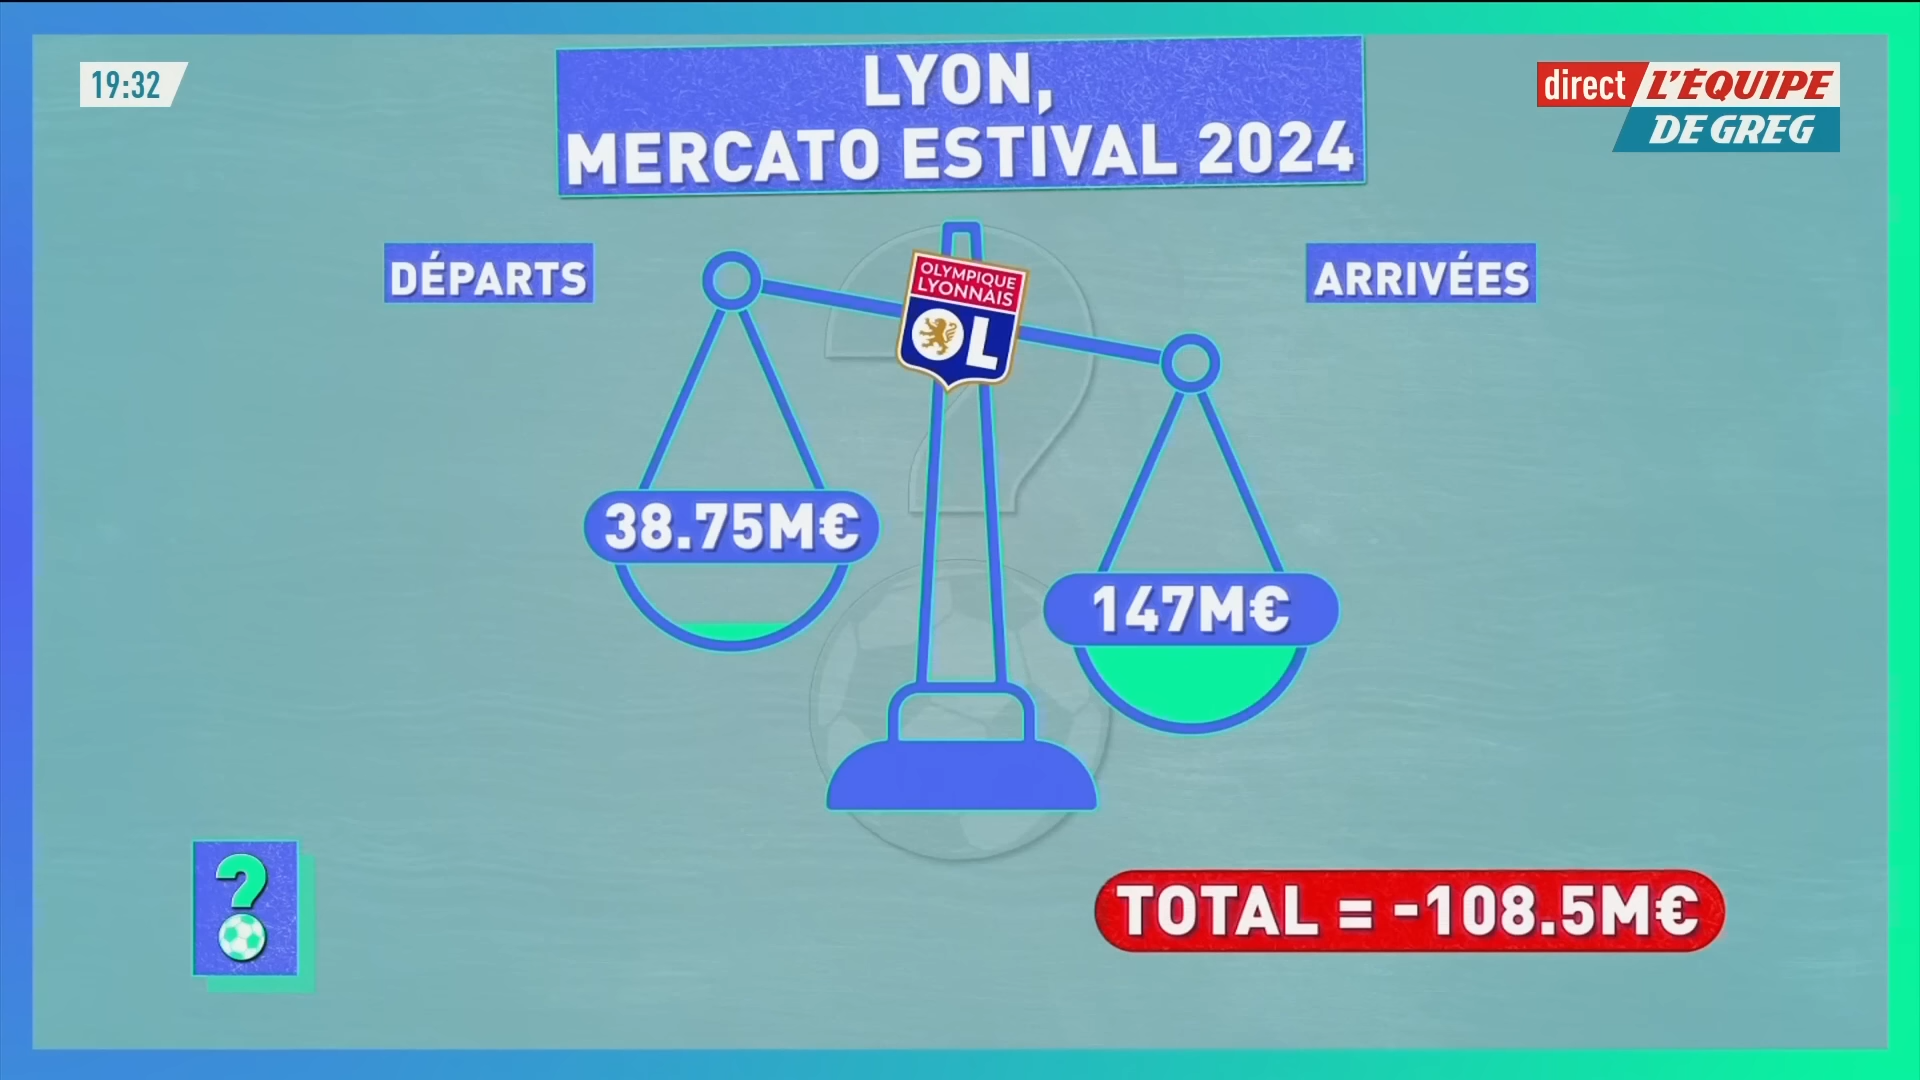 19:32
LYON,
MERCATO ESTIVAL 2024
direct L'ÉQUIPE
DE GREG
DÉPARTS
ARRIVÉES
OLYMPIQUE
LYONNAIS
OL
38.75M€
147M€
?
TOTAL = -108.5M€